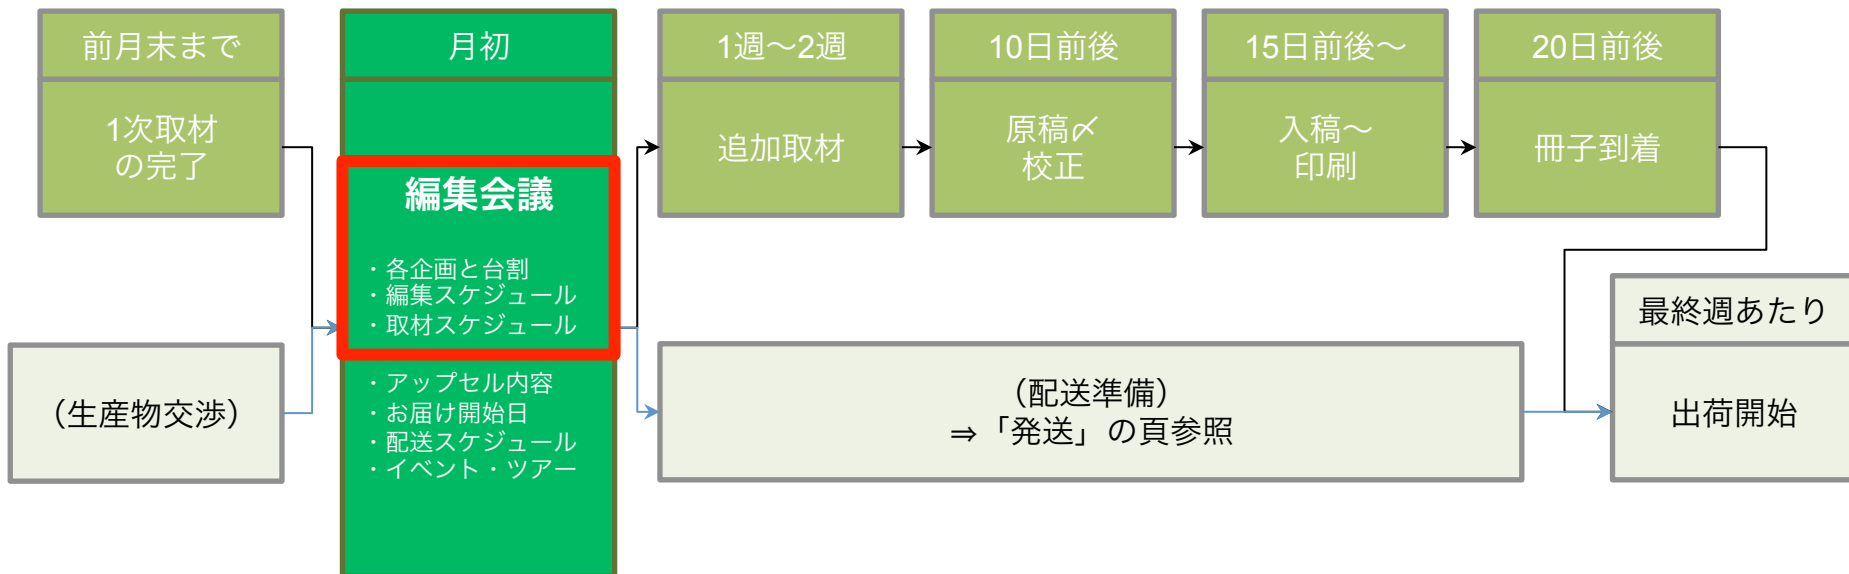 前月末まで
1次取材
の完了
(生産物交渉)
月初
編集会議
・各企画と台割
・編集スケジュール
・取材スケジュール
・アップセル内容
・お届け開始日
・配送スケジュール
・イベント・ツアー
1週〜2週
追加取材
10日前後
原稿〆
校正
15日前後〜
入稿〜
印刷
20日前後
冊子到着
(配送準備)
⇒「発送」の頁参照
最終週あたり
出荷開始